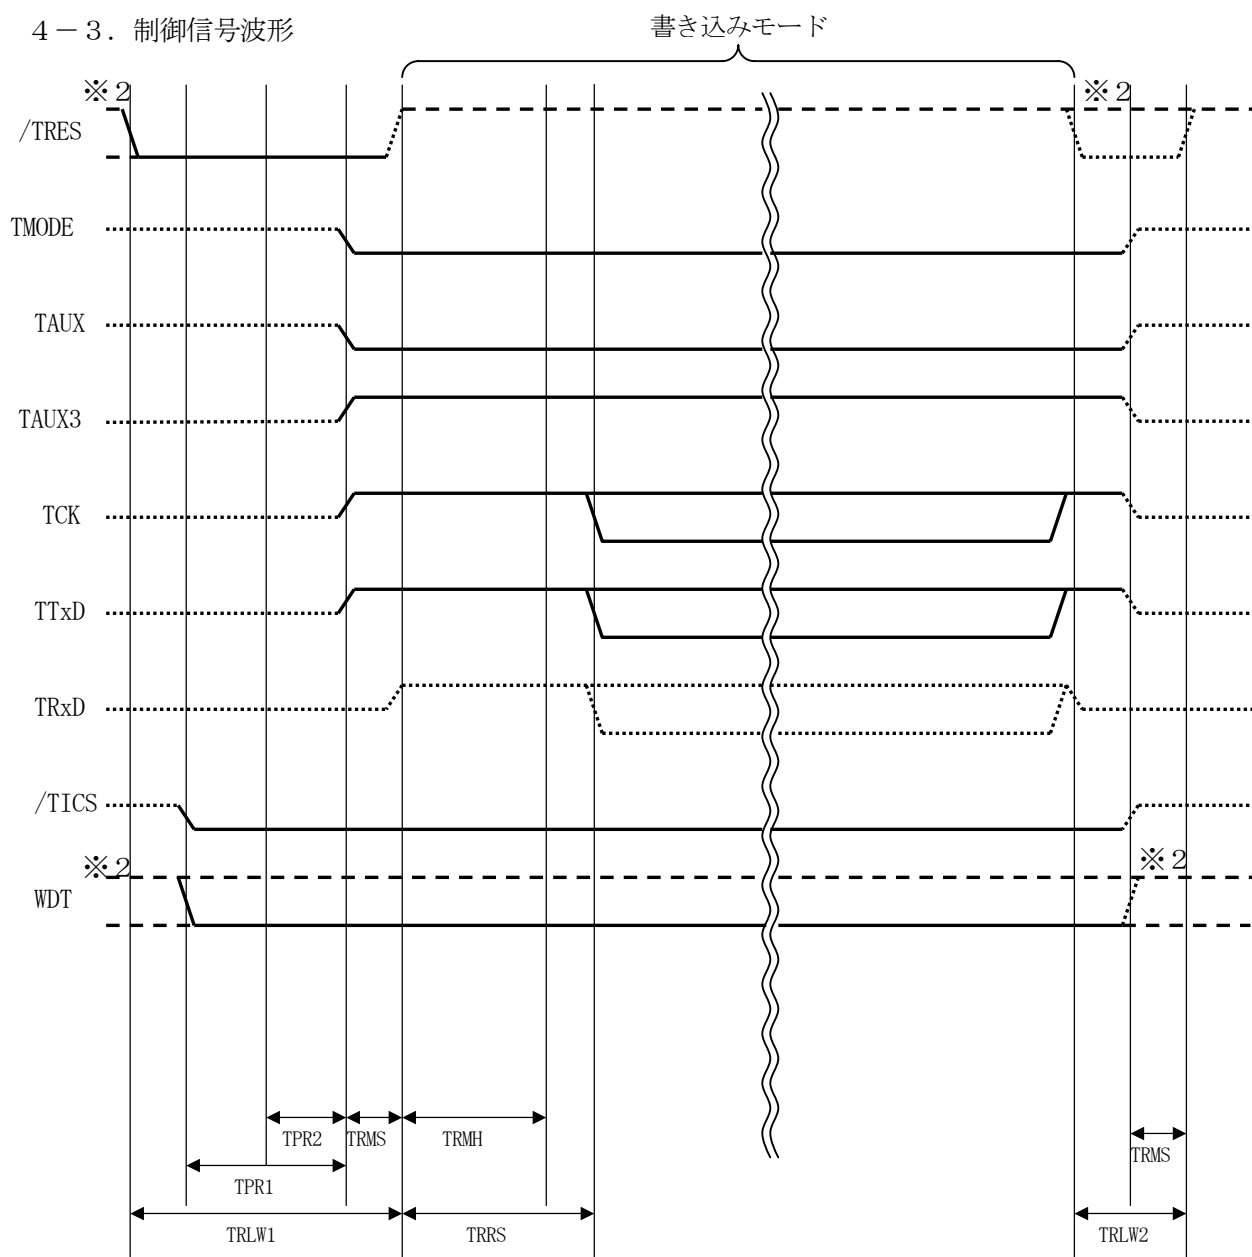 4-3．制御信号波形
書き込みモード
※2
※2
/TRES
TMODE
TAUX
TAUX3
TCK
TTxD
TRxD
/TICS
※2
※2
WDT
TPR2
TRMS
TRMH
TRMS
TPR1
TRLW1
TRRS
TRLW2